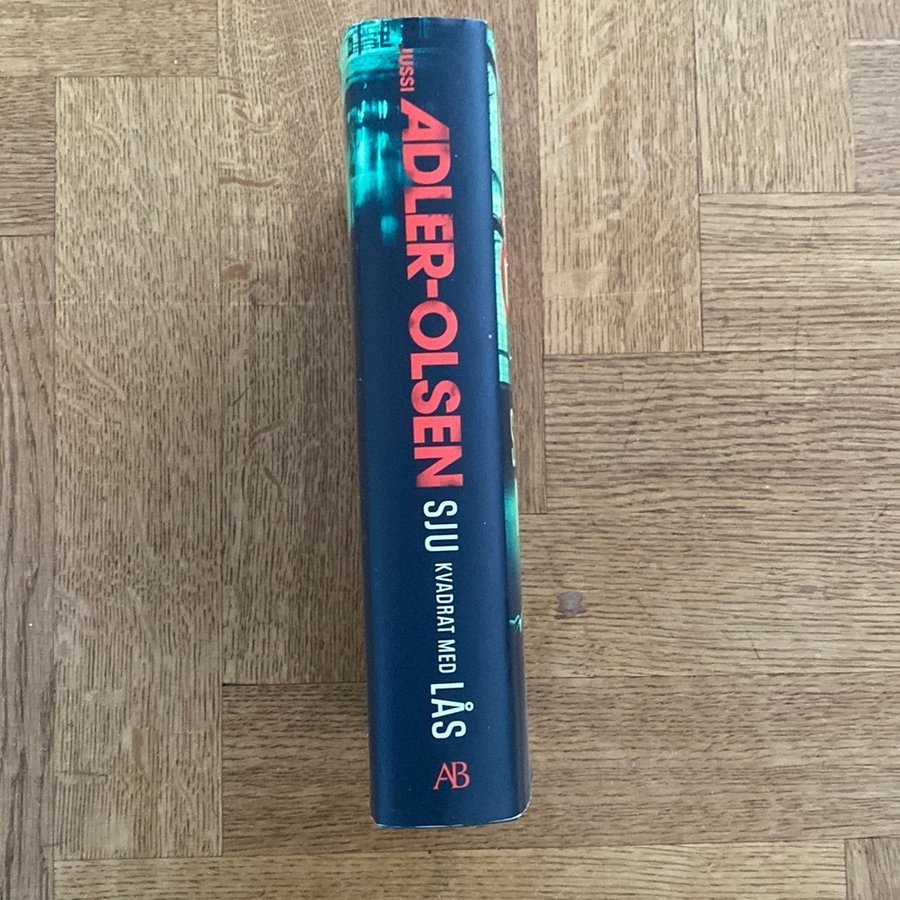 JUSSI
ADLER-OLSEN
SJU KVADRAT MED LÅS
AB